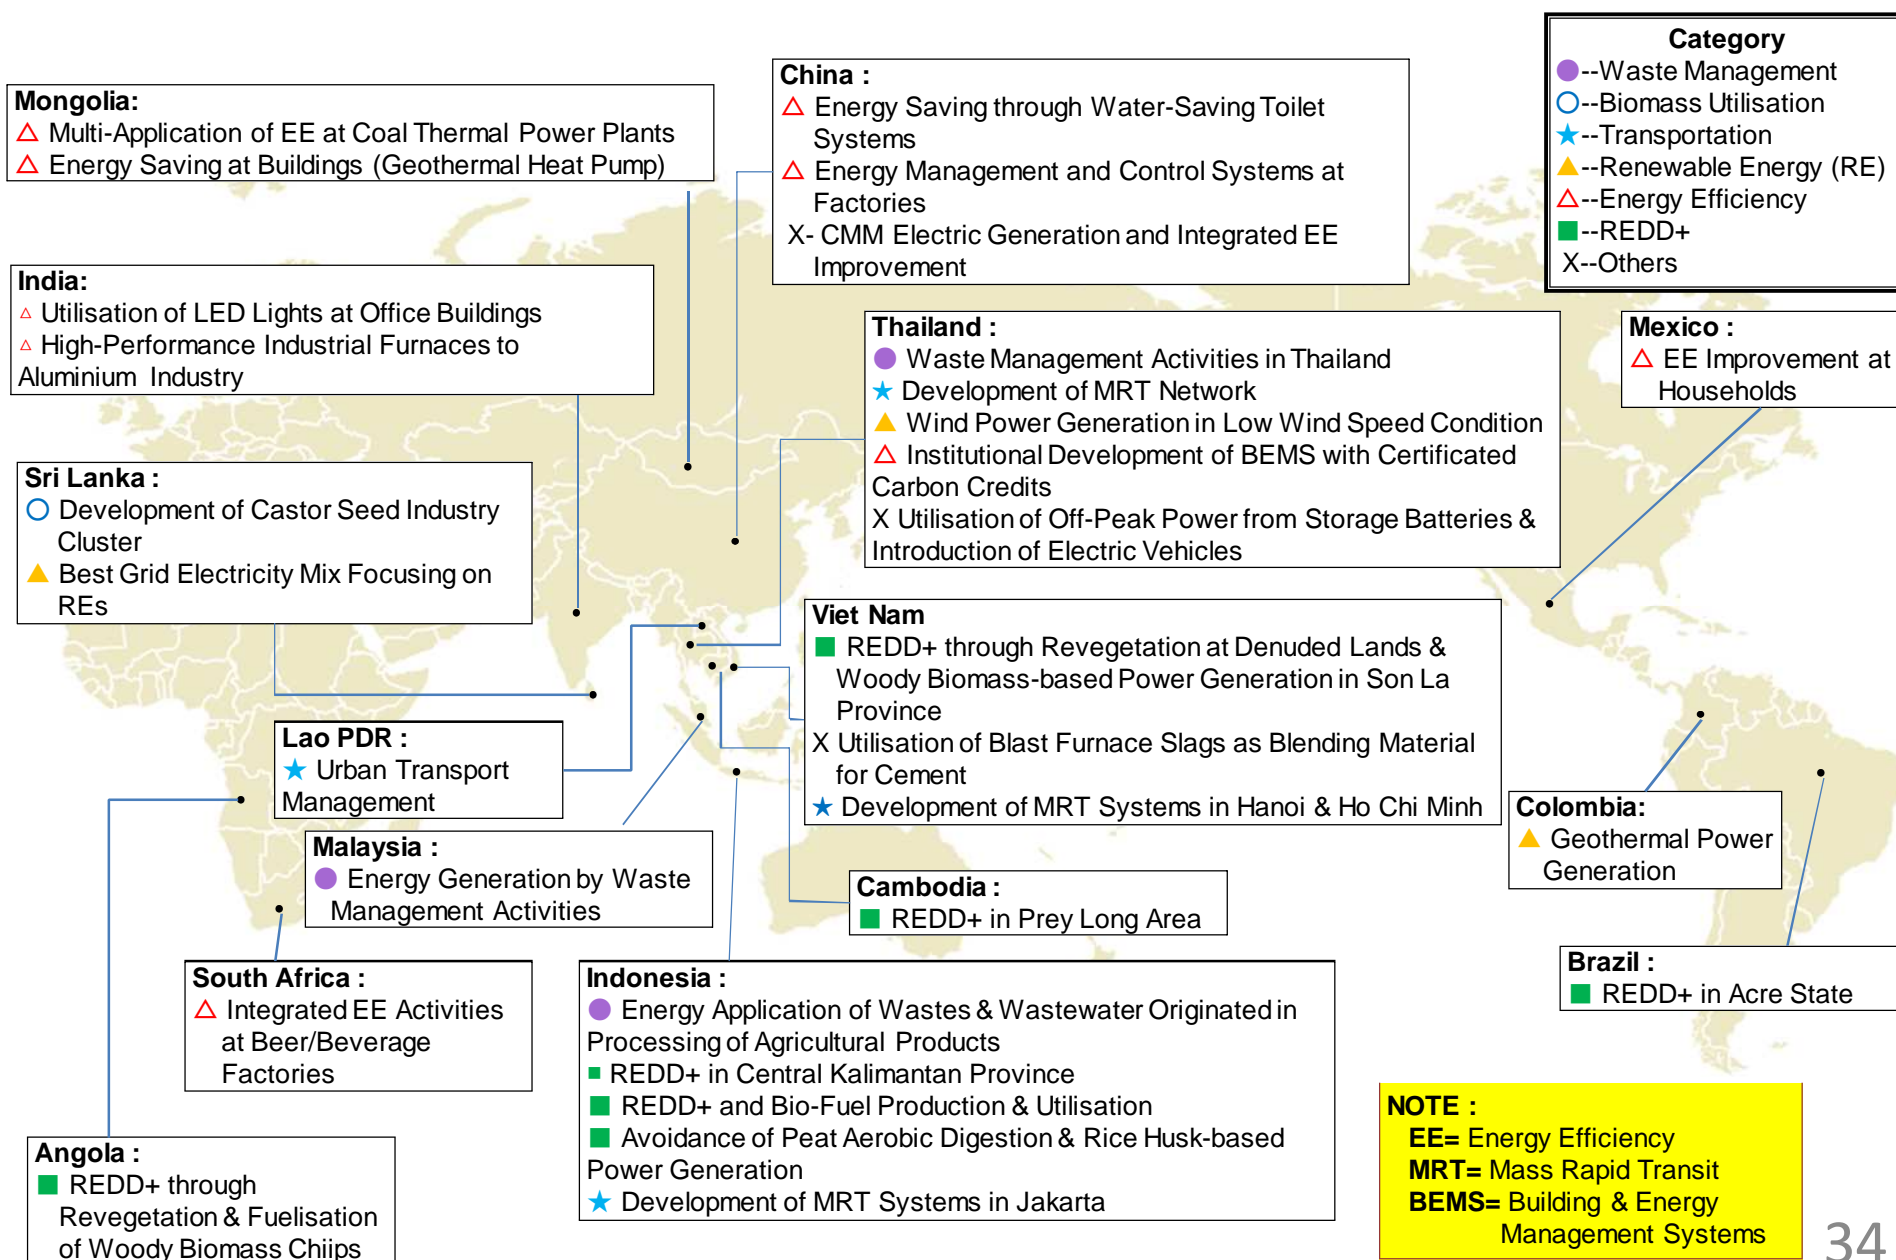 Category
--Waste Management
--Biomass Utilisation
★--Transportation
▲--Renewable Energy (RE)
△--Energy Efficiency
■--REDD+
X--Others
Mongolia:
△ Multi-Application of EE at Coal Thermal Power Plants
△ Energy Saving at Buildings (Geothermal Heat Pump)
China :
△ Energy Saving through Water-Saving Toilet
Systems
△ Energy Management and Control Systems at
Factories
X- CMM Electric Generation and Integrated EE
Improvement
India:
△ Utilisation of LED Lights at Office Buildings
△ High-Performance Industrial Furnaces to
Aluminium Industry
Thailand :
● Waste Management Activities in Thailand
★ Development of MRT Network
▲ Wind Power Generation in Low Wind Speed Condition
△ Institutional Development of BEMS with Certificated
Carbon Credits
X Utilisation of Off-Peak Power from Storage Batteries &
Introduction of Electric Vehicles
Mexico :
△ EE Improvement at
Households
Sri Lanka :
○ Development of Castor Seed Industry
Cluster
▲ Best Grid Electricity Mix Focusing on
REs
Viet Nam
■ REDD+ through Revegetation at Denuded Lands &
Woody Biomass-based Power Generation in Son La
Province
X Utilisation of Blast Furnace Slags as Blending Material
for Cement
★ Development of MRT Systems in Hanoi & Ho Chi Minh
Lao PDR :
★ Urban Transport
Management
Malaysia :
● Energy Generation by Waste
Management Activities
Cambodia :
■ REDD+ in Prey Long Area
Colombia:
▲ Geothermal Power
Generation
Brazil :
■ REDD+ in Acre State
South Africa :
△ Integrated EE Activities
at Beer/Beverage
Factories
Indonesia :
● Energy Application of Wastes & Wastewater Originated in
Processing of Agricultural Products
■ REDD+ in Central Kalimantan Province
■ REDD+ and Bio-Fuel Production & Utilisation
■ Avoidance of Peat Aerobic Digestion & Rice Husk-based
Power Generation
★ Development of MRT Systems in Jakarta
Angola :
■ REDD+ through
Revegetation & Fuelisation
of Woody Biomass Chiips
NOTE :
EE= Energy Efficiency
MRT= Mass Rapid Transit
BEMS= Building & Energy
Management Systems
34